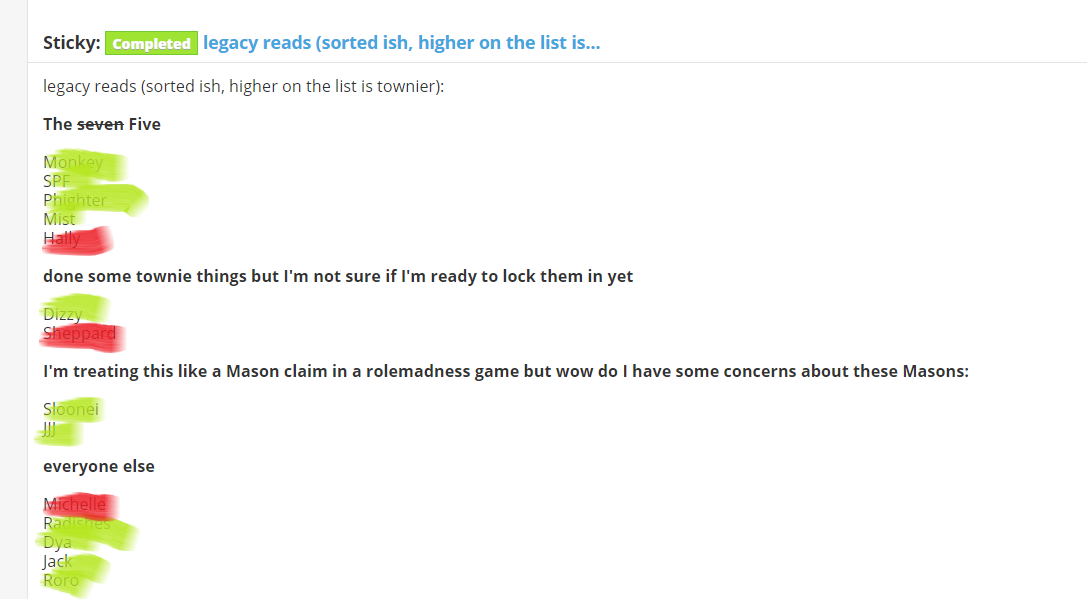 Sticky: Completed legacy reads (sorted ish, higher on the list is...
legacy reads (sorted ish, higher on the list is townier):
The seven Five
Monkey
SPF
Phighter
Mist
Hally
done some townie things but I'm not sure if I'm ready to lock them in yet
Dizzy
Sheppard
I'm treating this like a Mason claim in a rolemadness game but wow do I have some concerns about these Masons:
Sloonei
JJJ
everyone else
Michelle
Radishes
Dya
Jack
Roro